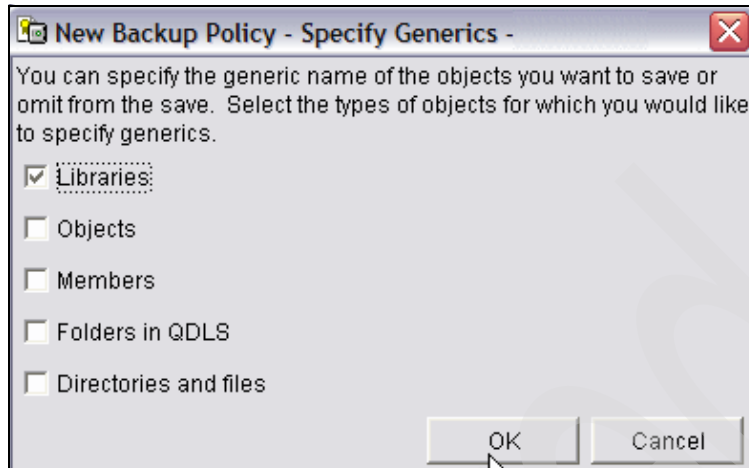 New Backup Policy - Specify Generics -
You can specify the generic name of the objects you want to save or
omit from the save. Select the types of objects for which you would like
to specify generics.
Libraries
Objects
Members
Folders in QDLS
Directories and files
OK Cancel